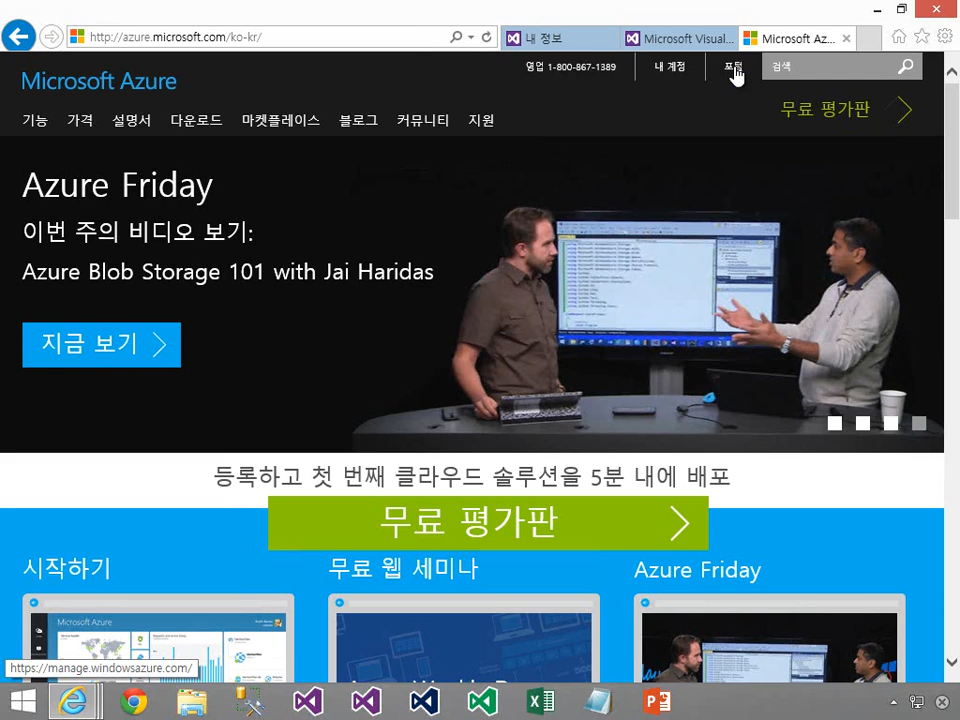 http://azure.microsoft.com/ko-kr/
내 정보
Microsoft Visual...
Microsoft Az...
영업 1-800-867-1389
내 계정
포털
검색
Microsoft Azure
무료 평가판
기능
가격
설명서
다운로드
마켓플레이스
블로그
커뮤니티
지원
Azure Friday
이번 주의 비디오 보기:
Azure Blob Storage 101 with Jai Haridas
지금 보기
등록하고 첫 번째 클라우드 솔루션을 5분 내에 배포
무료 평가판
시작하기
무료 웹 세미나
Azure Friday
Microsoft Azure
https://manage.windowsazure.com/